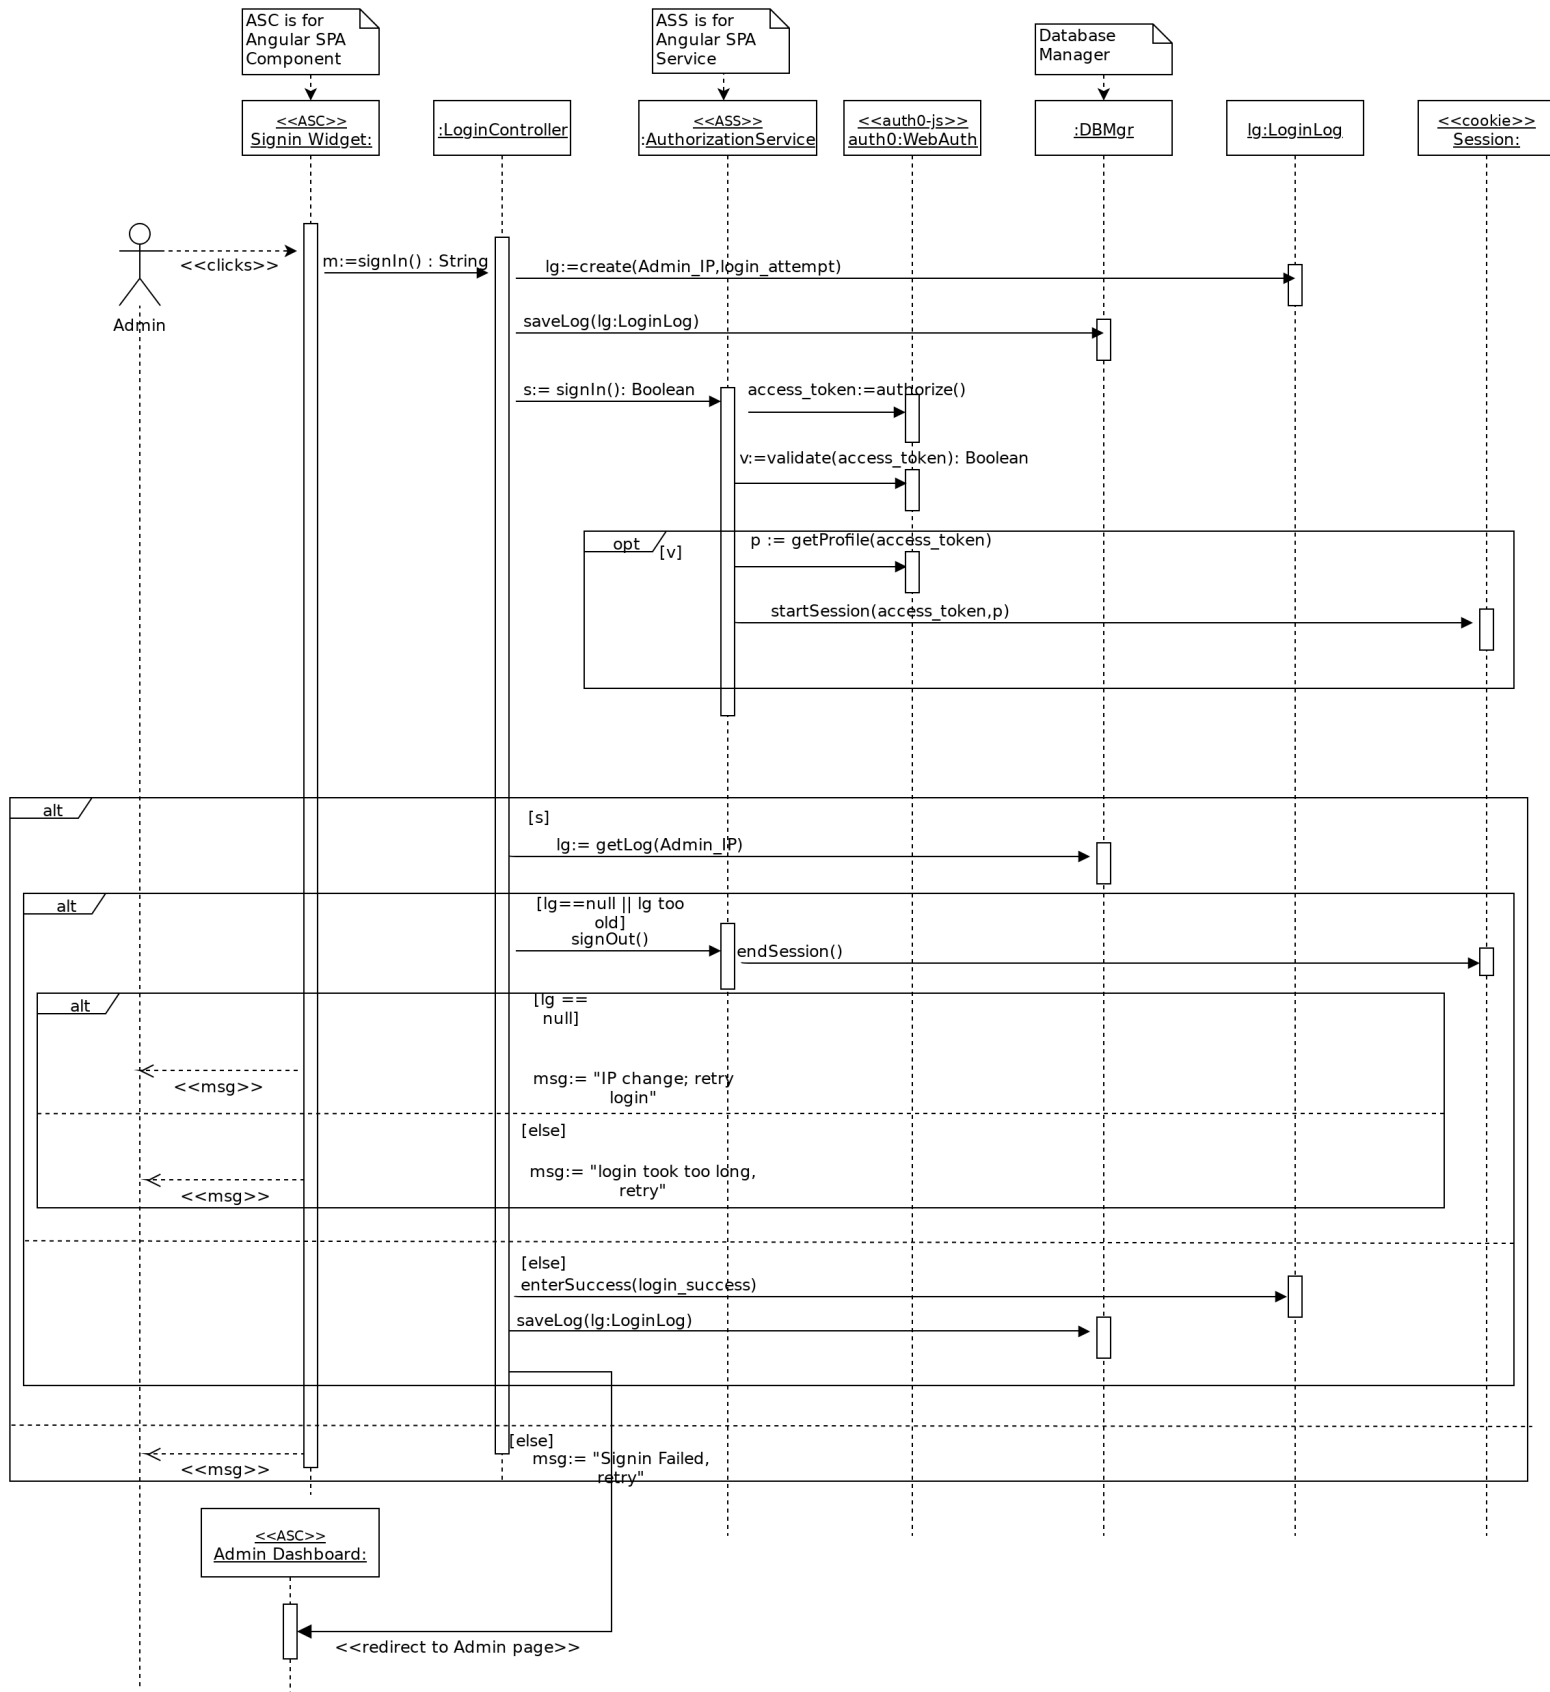 ASC is for
Angular SPA
Component
ASS is for
Angular SPA
Service
Database
Manager
<<ASC>>
Signin Widget:
:LoginController
<<ASS>>
:AuthorizationService
<<auth0-js>>
auth0:WebAuth
:DBMgr
lg:LoginLog
<<cookie>>
Session:
<<clicks>>
Admin
m:=signIn() : String
lg:=create(Admin_IP,login_attempt)
saveLog(lg:LoginLog)
s:= signIn(): Boolean
access_token:=authorize()
v:=validate(access_token): Boolean
opt
[v]
p := getProfile(access_token)
startSession(access_token,p)
alt
[s]
lg:= getLog(Admin_IP)
alt
[lg==null || lg too
old]
signOut()
endSession()
alt
[lg ==
null]
<<msg>>
msg:= "IP change; retry
login"
[else]
<<msg>>
msg:= "login took too long,
retry"
[else]
enterSuccess(login_success)
saveLog(lg:LoginLog)
[else]
<<msg>>
msg:= "Signin Failed,
retry"
<<ASC>>
Admin Dashboard:
<<redirect to Admin page>>